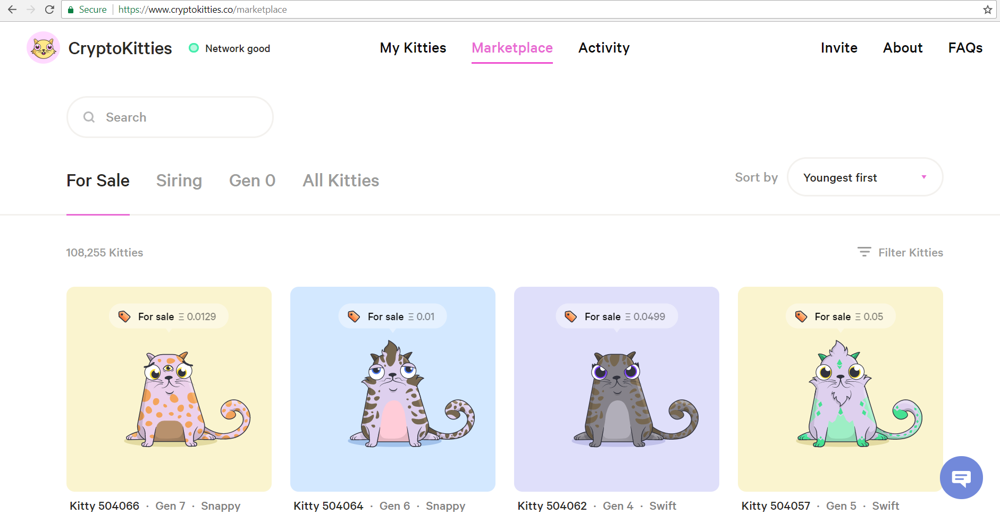 Secure https://www.cryptokitties.co/marketplace
CryptoKitties Network good My Kitties Marketplace Activity Invite About FAQs
Search
For Sale Siring Gen 0 All Kitties Sort by Youngest first
108,255 Kitties Filter Kitties
For sale Ξ 0.0129 For sale Ξ 0.01 For sale Ξ 0.0499 For sale Ξ 0.05
Kitty 504066 · Gen 7 · Snappy Kitty 504064 · Gen 6 · Snappy Kitty 504062 · Gen 4 · Swift Kitty 504057 · Gen 5 · Swift